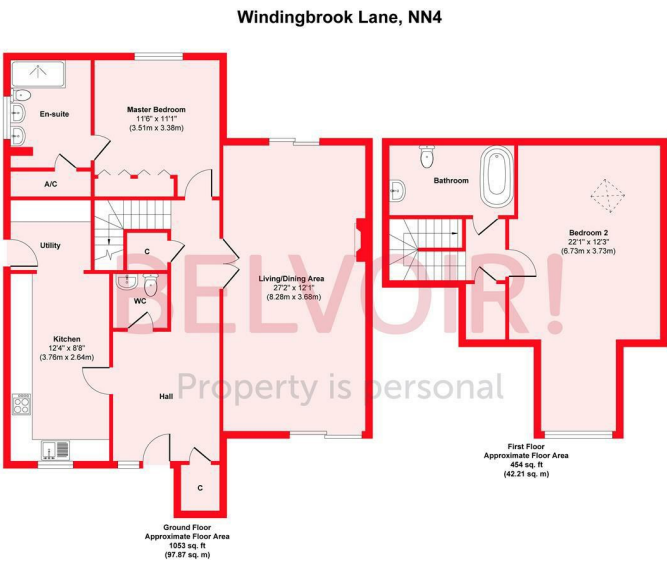 Windingbrook Lane, NN4
En-suite
Master Bedroom
11'6" x 11'1"
(3.51m x 3.38m)
A/C
Utility
C
WC
Kitchen
12'4" x 8'8"
(3.76m x 2.64m)
Hall
C
Living/Dining Area
27'2" x 12'1"
(8.28m x 3.68m)
Ground Floor
Approximate Floor Area
1053 sq. ft
(97.87 sq. m)
Bathroom
Bedroom 2
22'1" x 12'3"
(6.73m x 3.73m)
First Floor
Approximate Floor Area
454 sq. ft
(42.21 sq. m)
BELVOIR!
Property is personal